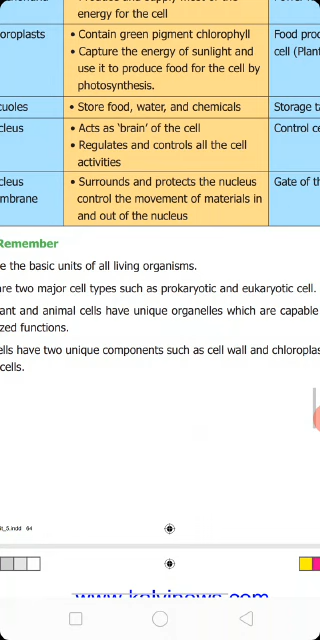 energy for the cell
oroplasts
• Contain green pigment chlorophyll
• Capture the energy of sunlight and
use it to produce food for the cell by
photosynthesis.
Food prod
cell (Plant
cuoles
• Store food, water, and chemicals
Storage ta
cleus
• Acts as 'brain' of the cell
• Regulates and controls all the cell
activities
Control ce
cleus
mbrane
• Surrounds and protects the nucleus
control the movement of materials in
and out of the nucleus
Gate of th
Remember
e the basic units of all living organisms.
are two major cell types such as prokaryotic and eukaryotic cell.
ant and animal cells have unique organelles which are capable
zed functions.
ells have two unique components such as cell wall and chloroplas
cells.
it_5.indd 64
www.kalvinews.com